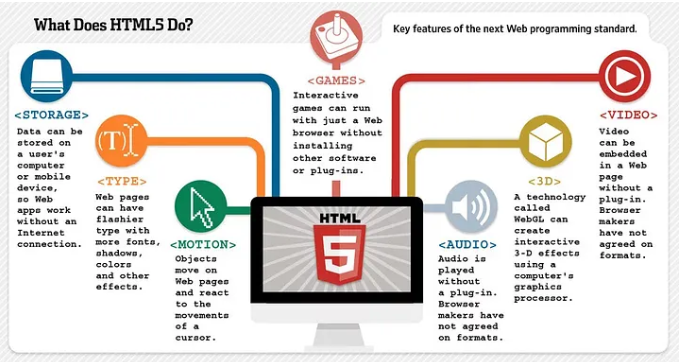 What Does HTML5 Do?
Key features of the next Web programming standard.
<STORAGE>
Data can be
stored on
a user's
computer
or mobile
device,
so Web
apps work
without an
Internet
connection.
(T)
<TYPE>
Web pages
can have
flashier
type with
more fonts,
shadows,
colors
and other
effects.
<MOTION>
Objects
move on
Web pages
and react
to the
movements
of a
cursor.
<GAMES>
Interactive
games can run
with just a Web
browser without
installing
other software
or plug-ins.
HTML
5
<AUDIO>
Audio is
played
without
a plug-in.
Browser
makers have
not agreed
on formats.
<3D>
A technology
called
WebGL can
create
interactive
3-D effects
using a
computer's
graphics
processor.
<VIDEO>
Video
can be
embedded
in a Web
page
without a
plug-in.
Browser
makers
have not
agreed on
formats.